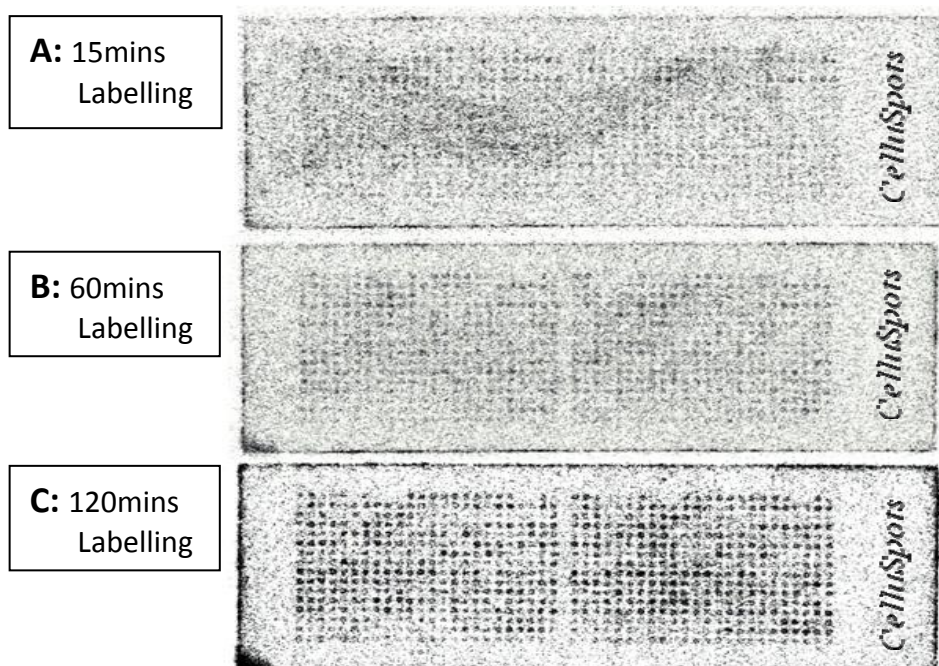 A: 15mins
Labelling
CelluSpots
B: 60mins
Labelling
CelluSpots
C: 120mins
Labelling
CelluSpots